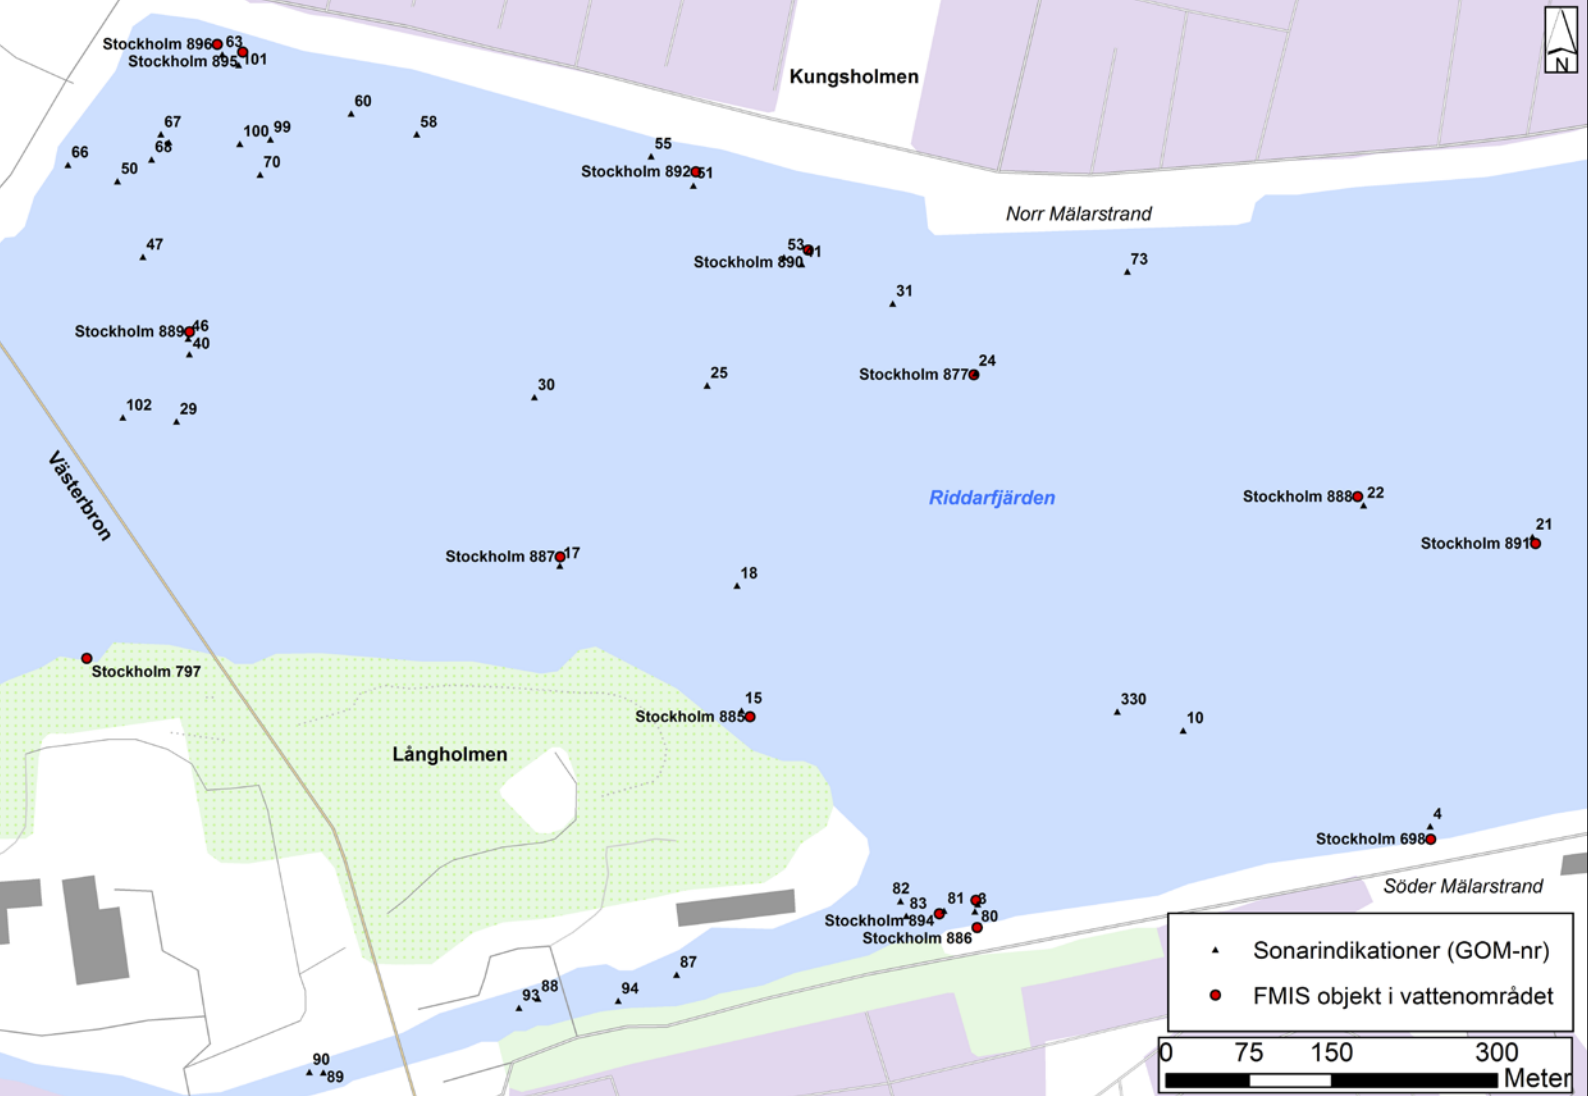 Stockholm 896
63
Stockholm 895
101
Kungsholmen
N
60
67
58
68
100
99
66
50
70
55
Stockholm 892
51
Norr Mälarstrand
47
53
Stockholm 890
73
31
Stockholm 889
46
40
24
Stockholm 877
25
30
102
29
Västerbron
Riddarfjärden
Stockholm 888
22
21
Stockholm 891
Stockholm 887
17
18
Stockholm 797
15
Stockholm 885
330
10
Långholmen
4
Stockholm 698
Söder Mälarstrand
82
83
81
3
80
Stockholm 894
Stockholm 886
87
88
93
94
90
89
Sonarindikationer (GOM-nr)
FMIS objekt i vattenområdet
0 75 150 300
Meter